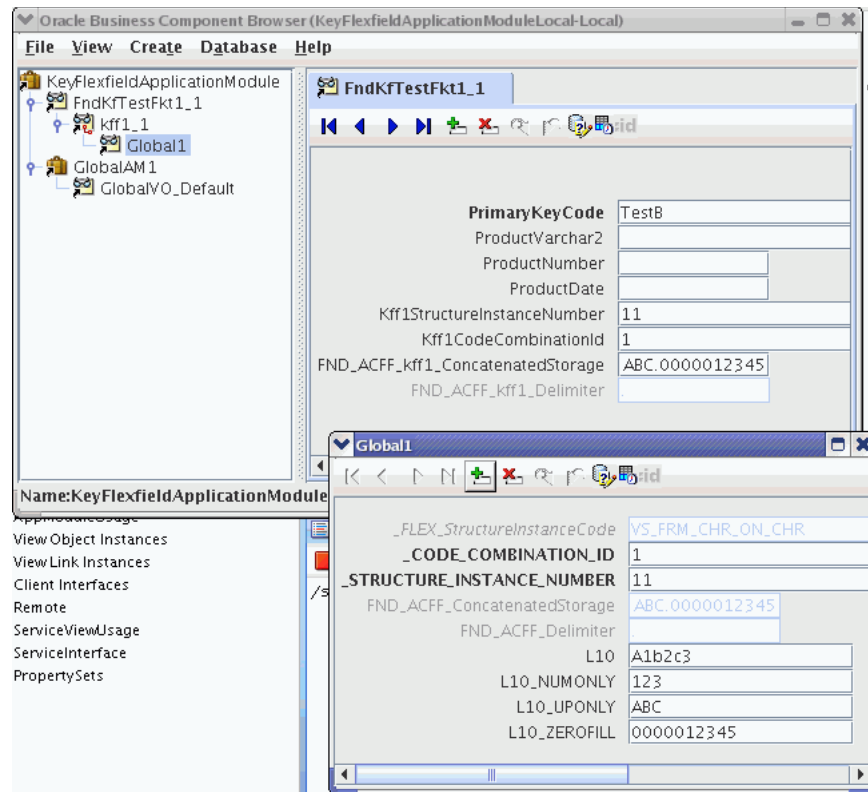 Oracle Business Component Browser (KeyFlexfieldApplicationModuleLocal-Local)
File View Create Database Help
KeyFlexfieldApplicationModule
FndKfTestFkt1_1
kff1_1
Global1
GlobalAM1
GlobalVO_Default
FndKfTestFkt1_1
:id
PrimaryKeyCode TestB
ProductVarchar2
ProductNumber
ProductDate
Kff1StructureInstanceNumber 11
Kff1CodeCombinationId 1
FND_ACFF_kff1_ConcatenatedStorage ABC.0000012345
FND_ACFF_kff1_Delimiter .
Name:KeyFlexfieldApplicationModule
AppModuleUsage
View Object Instances
View Link Instances
Client Interfaces
Remote
ServiceViewUsage
ServiceInterface
PropertySets
/s
Global1
:id
_FLEX_StructureInstanceCode VS_FRM_CHR_ON_CHR
_CODE_COMBINATION_ID 1
_STRUCTURE_INSTANCE_NUMBER 11
FND_ACFF_ConcatenatedStorage ABC.0000012345
FND_ACFF_Delimiter .
L10 A1b2c3
L10_NUMONLY 123
L10_UPONLY ABC
L10_ZEROFILL 0000012345